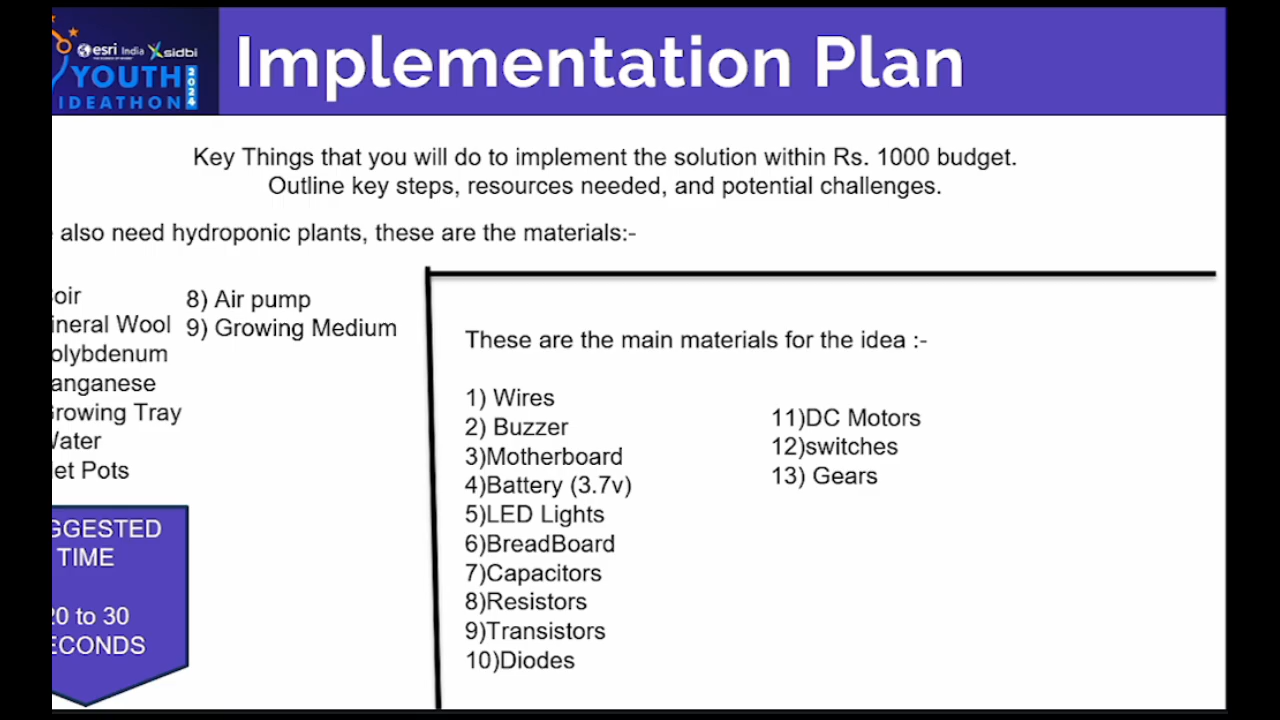 esri India sidbi
YOUTH 2024
IDEATHON
Implementation Plan
Key Things that you will do to implement the solution within Rs. 1000 budget.
Outline key steps, resources needed, and potential challenges.
also need hydroponic plants, these are the materials:-
oir
ineral Wool
olybdenum
anganese
rowing Tray
ater
et Pots
8) Air pump
9) Growing Medium
These are the main materials for the idea :-
1) Wires
2) Buzzer
3)Motherboard
4)Battery (3.7v)
5)LED Lights
6)BreadBoard
7)Capacitors
8)Resistors
9)Transistors
10)Diodes
11)DC Motors
12)switches
13) Gears
GGESTED
TIME
20 to 30
ECONDS